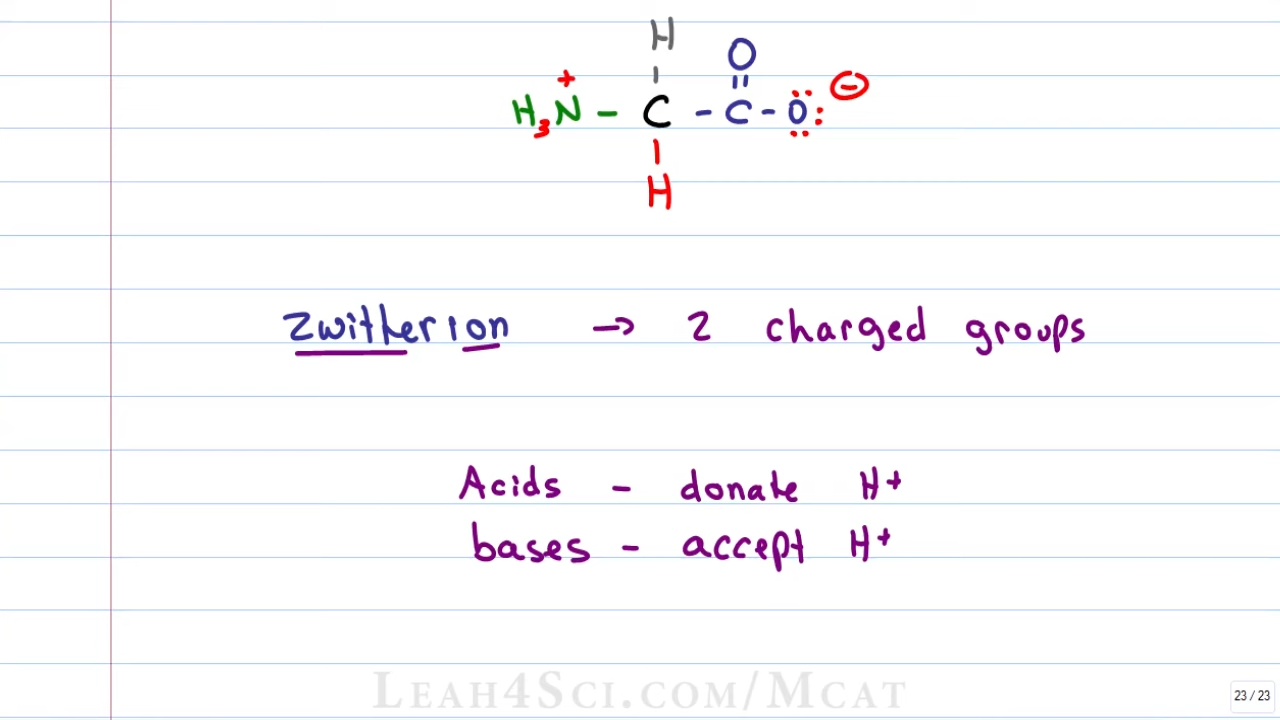 H
O
+
H₃N - C - C - O: ⊖
H
Zwitterion → 2 charged groups
Acids - donate H+
bases - accept H+
LEAH4SCI.COM/MCAT
23 / 23